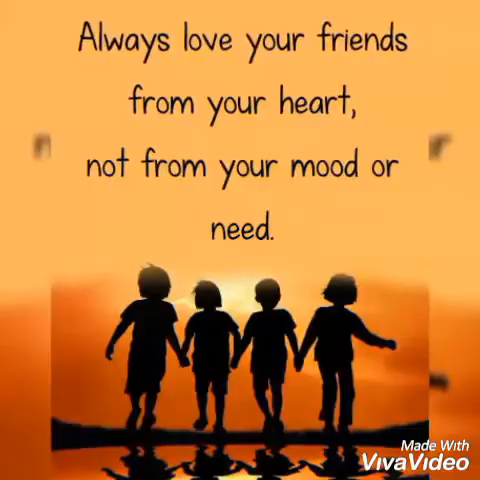 Always love your friends
from your heart,
not from your mood or
need.
Made With
VivaVideo